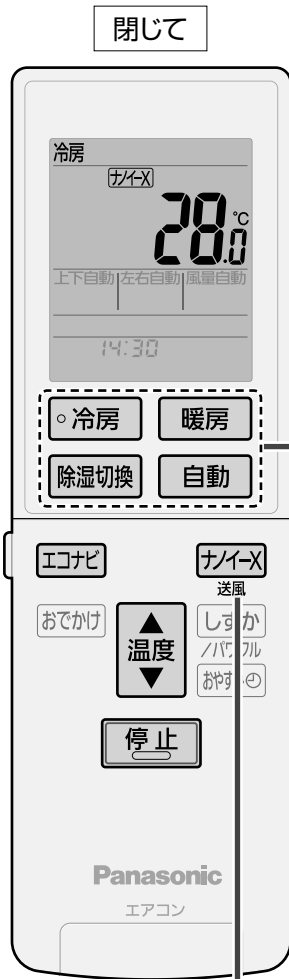 閉じて
冷房
ナノイーX
28.0℃
上下自動 左右自動 風量自動
14:30
冷房 暖房
除湿切換 自動
エコナビ ナノイーX
送風
おでかけ ▲ しずか
温度 /パワフル
▼ おやすみ
停止
Panasonic
エアコン